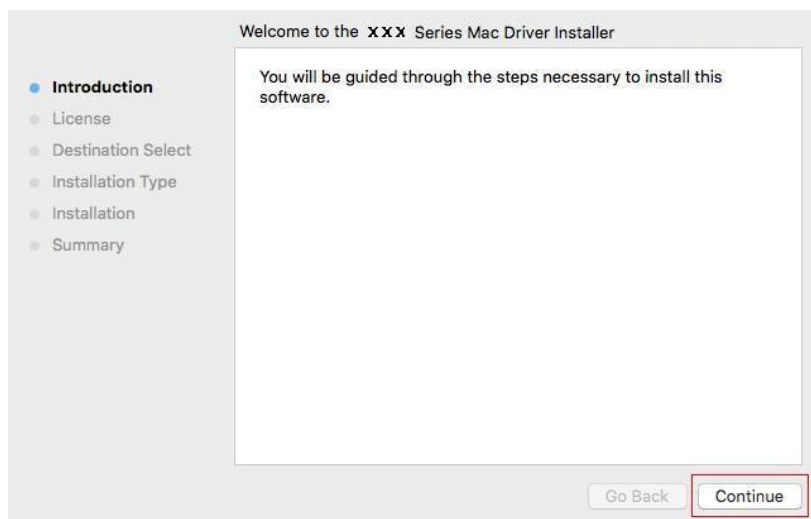 Welcome to the XXX Series Mac Driver Installer
Introduction
License
Destination Select
Installation Type
Installation
Summary
You will be guided through the steps necessary to install this
software.
Go Back
Continue